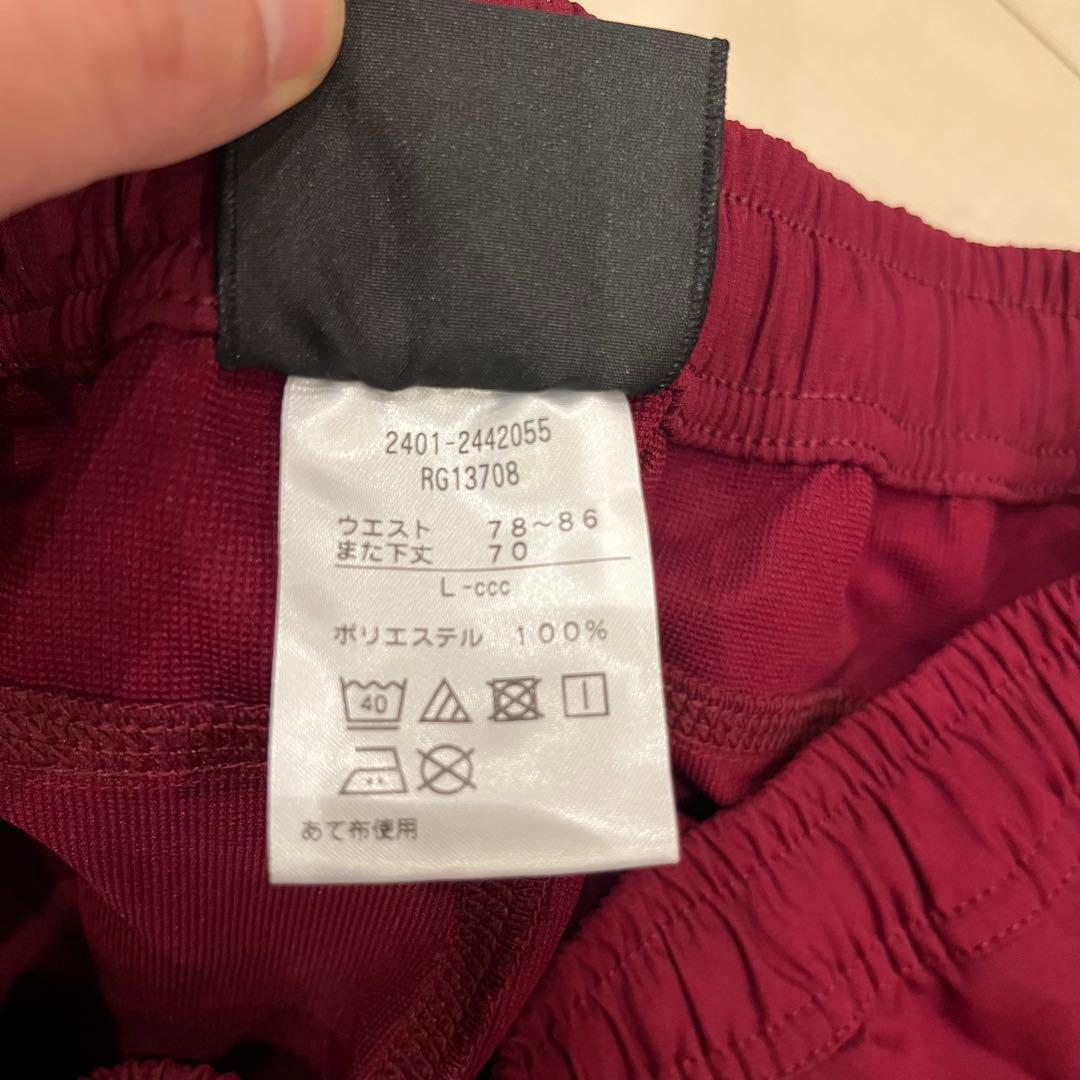 2401-2442055
RG13708
ウエスト 78~86
また下丈 70
L-ccc
ポリエステル 100%
40
あて布使用